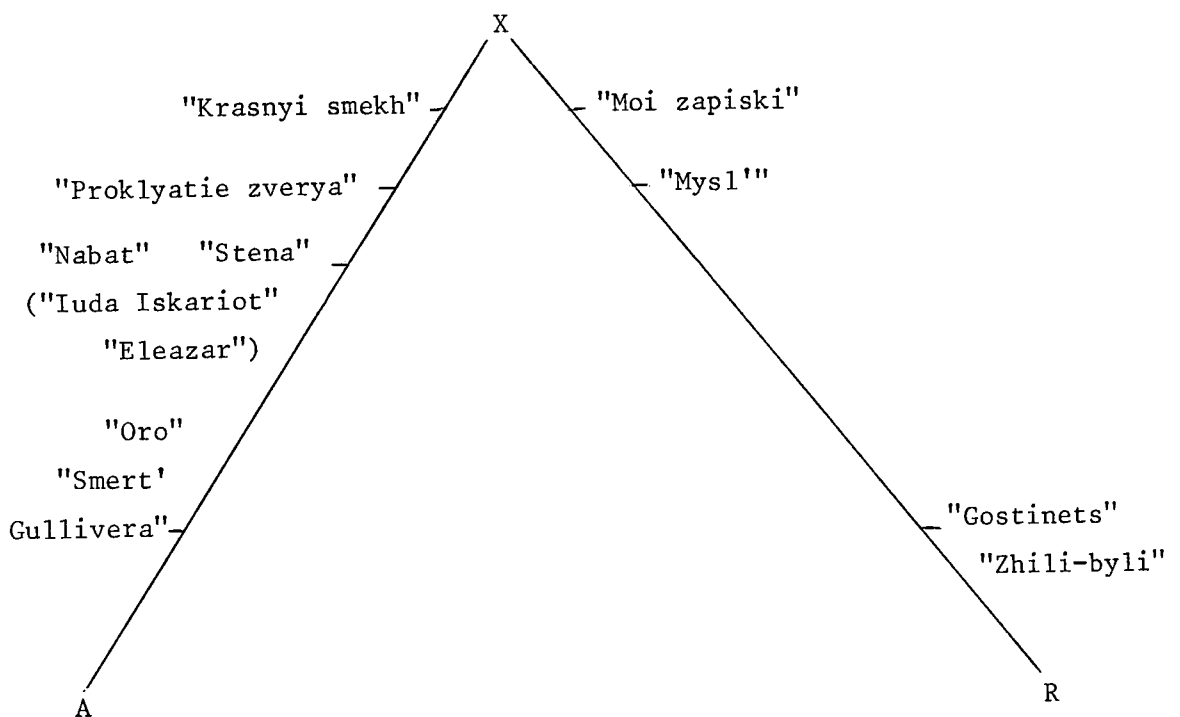 X
"Krasnyi smekh"
"Moi zapiski"
"Proklyatie zverya"
"Mysl'"
"Nabat" "Stena"
("Iuda Iskariot"
"Eleazar")
"Oro"
"Smert'
Gullivera"
"Gostinets"
"Zhili-byli"
A
R